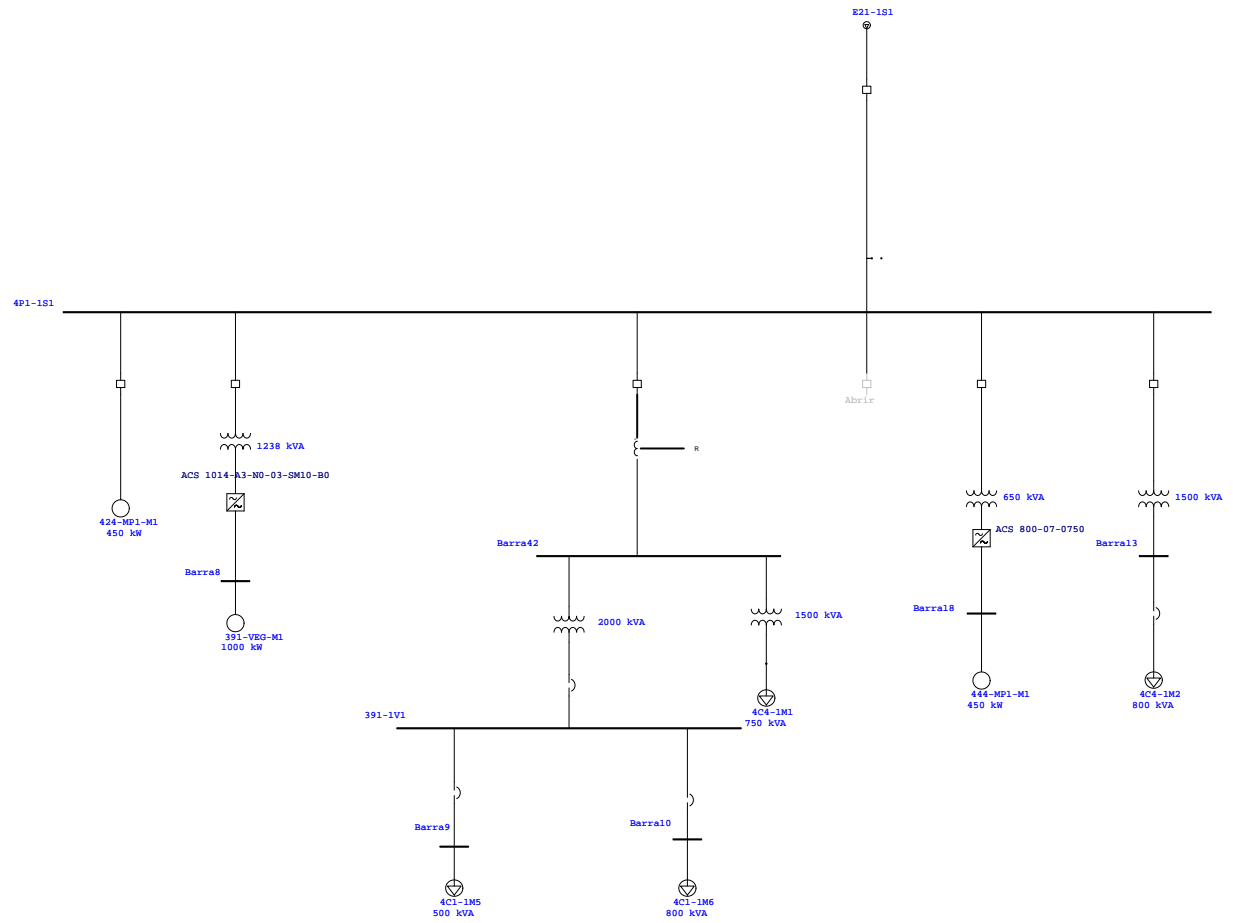 E21-1S1
4P1-1S1
Abrir
1238 kVA
ACS 1014-A3-N0-03-SM10-B0
R
650 kVA
1500 kVA
424-MP1-M1
450 kW
ACS 800-07-0750
Barra42
Barra13
Barra8
391-VEG-M1
1000 kW
2000 kVA
1500 kVA
Barra18
444-MP1-M1
450 kW
4C4-1M2
800 kVA
391-1V1
4C4-1M1
750 kVA
Barra9
Barra10
4C1-1M5
500 kVA
4C1-1M6
800 kVA